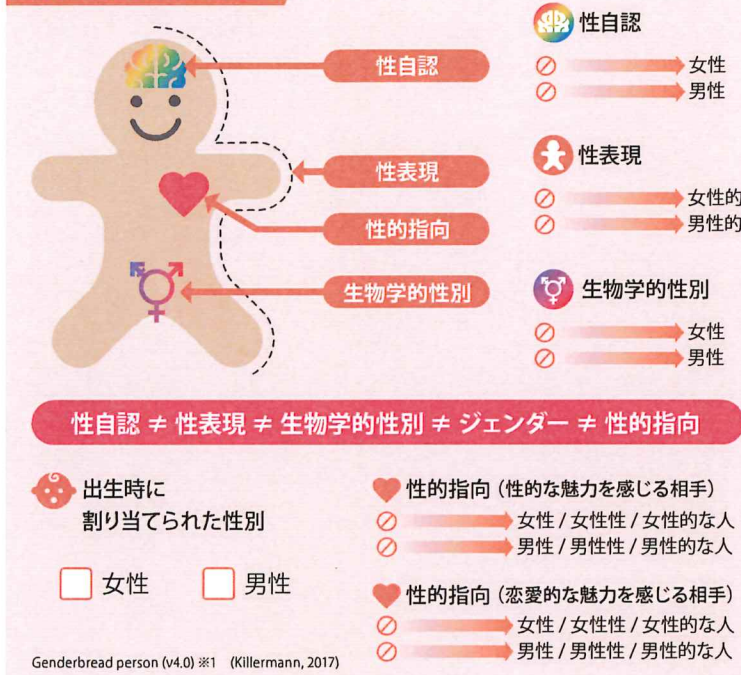 性自認
性表現
性的指向
生物学的性別
性自認
女性
男性
性表現
女性的
男性的
生物学的性別
女性
男性
性自認 ≠ 性表現 ≠ 生物学的性別 ≠ ジェンダー ≠ 性的指向
出生時に
割り当てられた性別
女性 男性
性的指向（性的な魅力を感じる相手）
女性 / 女性性 / 女性的な人
男性 / 男性性 / 男性的な人
性的指向（恋愛的な魅力を感じる相手）
女性 / 女性性 / 女性的な人
男性 / 男性性 / 男性的な人
Genderbread person (v4.0) ※1 (Killermann, 2017)